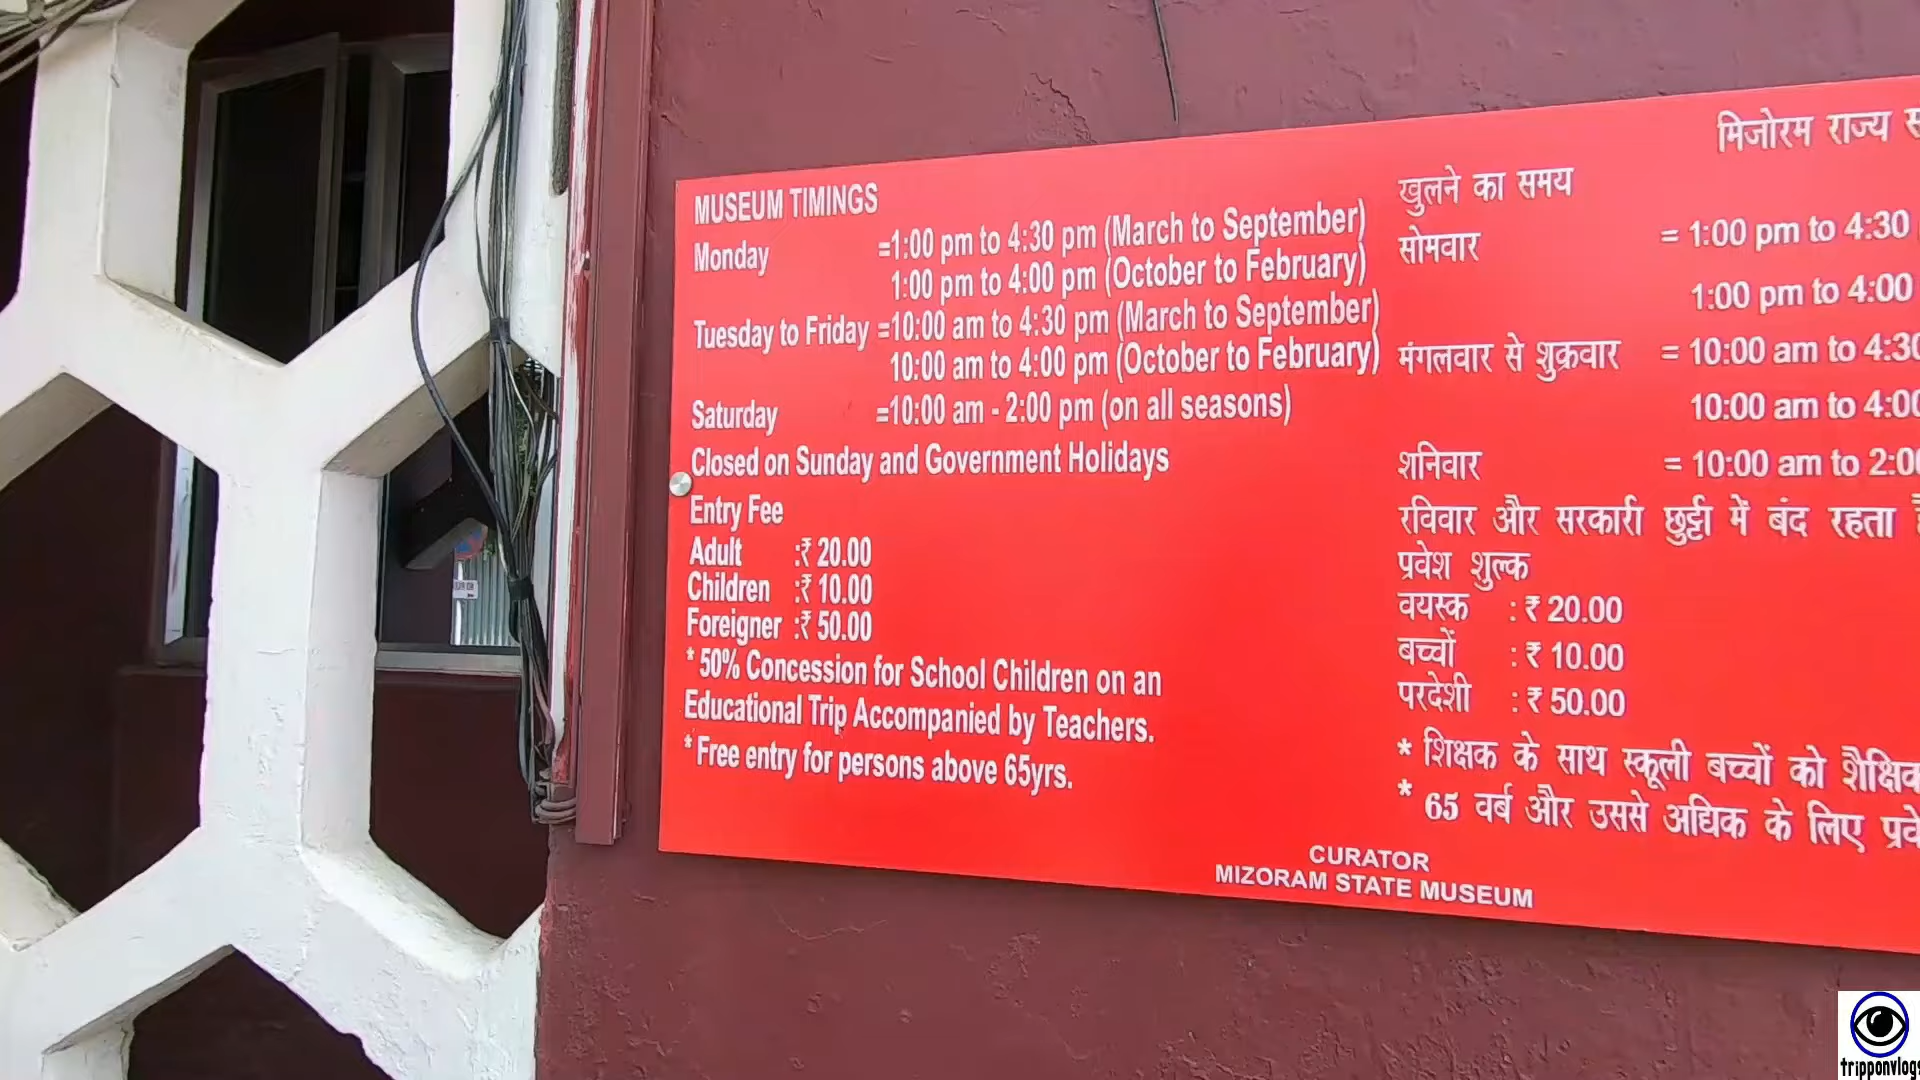 MUSEUM TIMINGS
Monday =1:00 pm to 4:30 pm (March to September)
1:00 pm to 4:00 pm (October to February)
Tuesday to Friday =10:00 am to 4:30 pm (March to September)
10:00 am to 4:00 pm (October to February)
Saturday =10:00 am - 2:00 pm (on all seasons)
Closed on Sunday and Government Holidays
Entry Fee
Adult :₹ 20.00
Children :₹ 10.00
Foreigner :₹ 50.00
* 50% Concession for School Children on an
Educational Trip Accompanied by Teachers.
* Free entry for persons above 65yrs.
मिजोरम राज्य
खुलने का समय
सोमवार = 1:00 pm to 4:30
1:00 pm to 4:00
मंगलवार से शुक्रवार = 10:00 am to 4:30
10:00 am to 4:00
शनिवार = 10:00 am to 2:00
रविवार और सरकारी छुट्टी में बंद रहता
प्रवेश शुल्क
वयस्क : ₹ 20.00
बच्चों : ₹ 10.00
परदेशी : ₹ 50.00
* शिक्षक के साथ स्कूली बच्चों को शैक्षिक
* 65 वर्ष और उससे अधिक के लिए
CURATOR
MIZORAM STATE MUSEUM
tripponvlogs